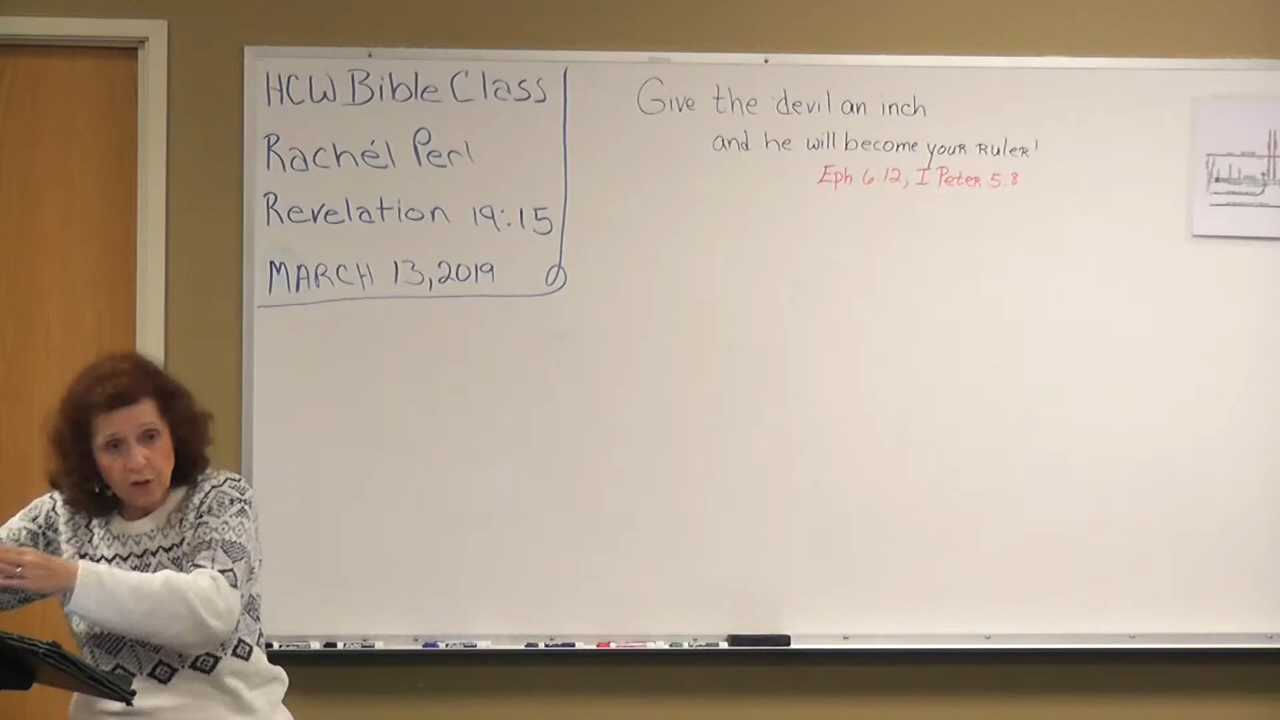 HCW Bible Class
Rachél Perl
Revelation 19:15
MARCH 13, 2019
Give the devil an inch
and he will become your Ruler!
Eph 6.12, I Peter 5.8